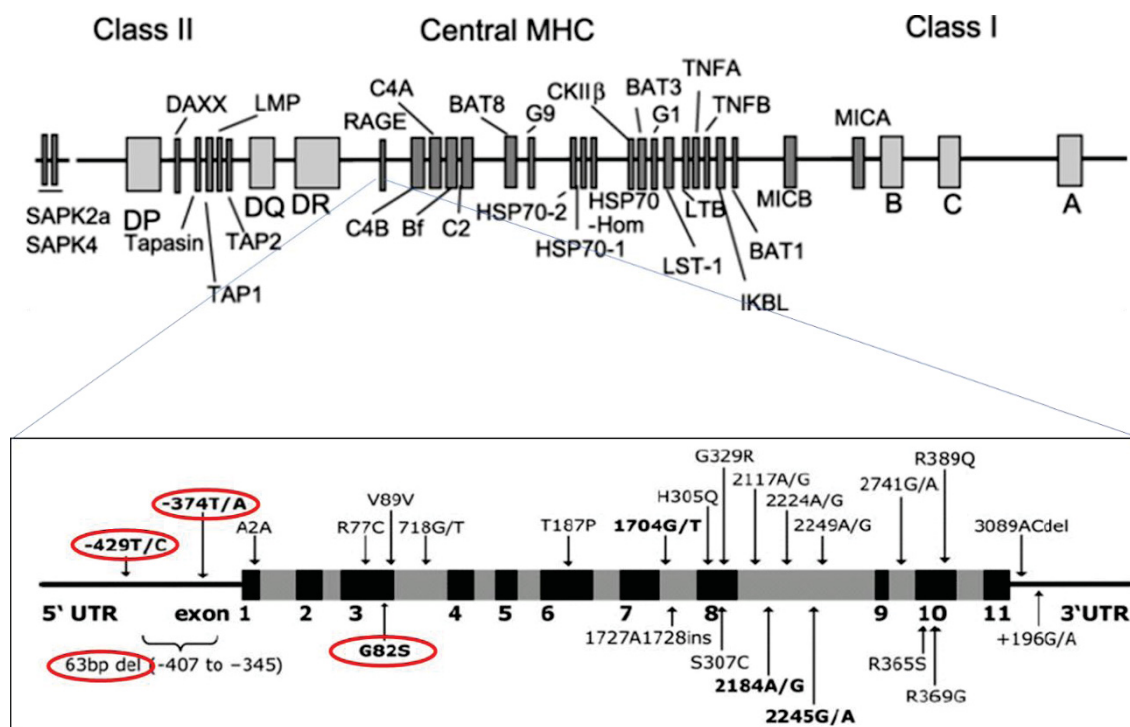 Class II
Central MHC
Class I
DAXX
LMP
RAGE
C4A
BAT8
G9
CKIIβ
BAT3
G1
TNFA
TNFB
MICA
SAPK2a
SAPK4
DP
Tapasin
TAP1
TAP2
DQ
DR
C4B
Bf
C2
HSP70-2
HSP70-1
HSP70
-Hom
LST-1
LTB
IKBL
BAT1
MICB
B
C
A
-374T/A
-429T/C
A2A
R77C
V89V
718G/T
T187P
1704G/T
H305Q
G329R
2117A/G
2224A/G
2249A/G
2741G/A
R389Q
3089ACdel
5' UTR
exon
1
2
3
4
5
6
7
8
9
10
11
3'UTR
63bp del (-407 to -345)
G82S
1727A1728ins
S307C
2184A/G
2245G/A
R365S
R369G
+196G/A